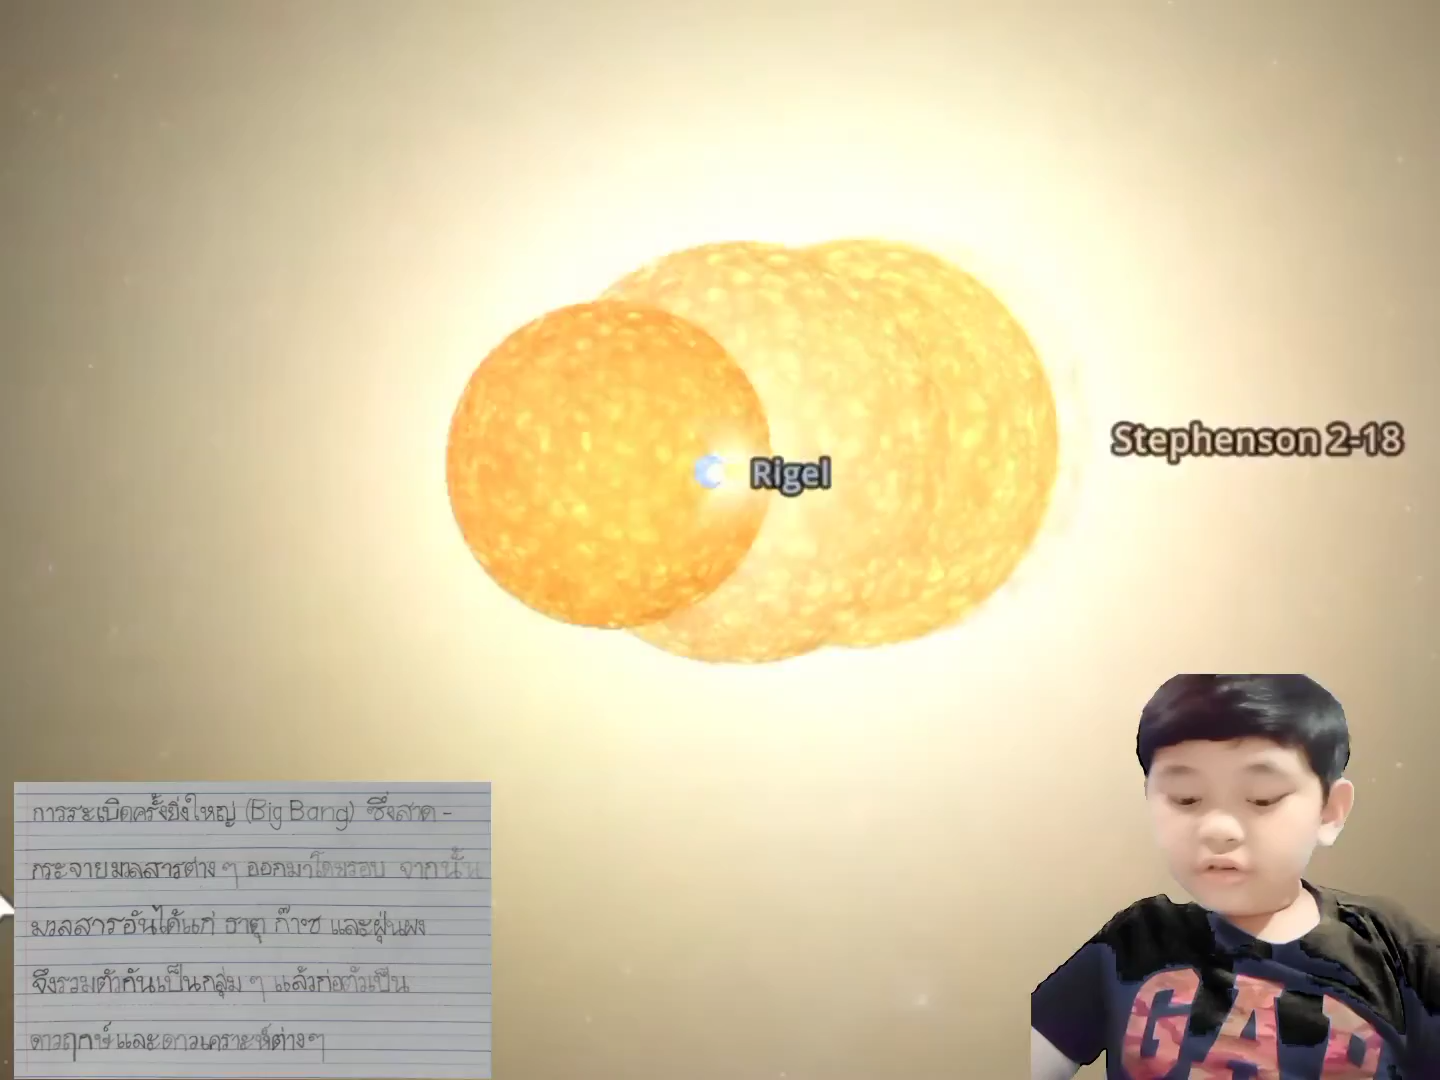 Stephenson 2-18
Rigel
การระเบิดครั้งยิ่งใหญ่ (Big Bang) ซึ่งสาด-
กระจายมวลสารต่าง ๆ ออกมาโดยรอบ จากนั้น
มวลสารอันได้แก่ ธาตุ ก๊าซ และฝุ่นผง
จึงรวมตัวกันเป็นกลุ่ม ๆ แล้วก่อตัวเป็น
ดาวฤกษ์และดาวเคราะห์ต่างๆ
GAP